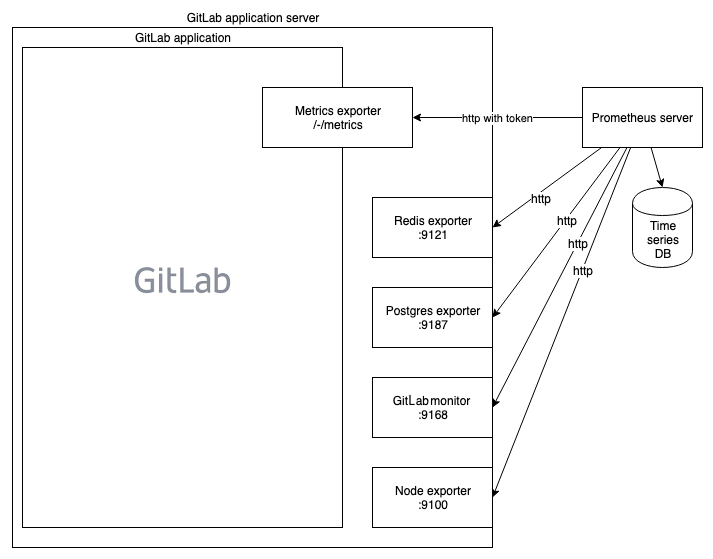 GitLab application server
GitLab application
Metrics exporter
/-/metrics
http with token
Prometheus server
http
Redis exporter
:9121
http
Time
series
DB
http
http
GitLab
Postgres exporter
:9187
GitLab monitor
:9168
Node exporter
:9100